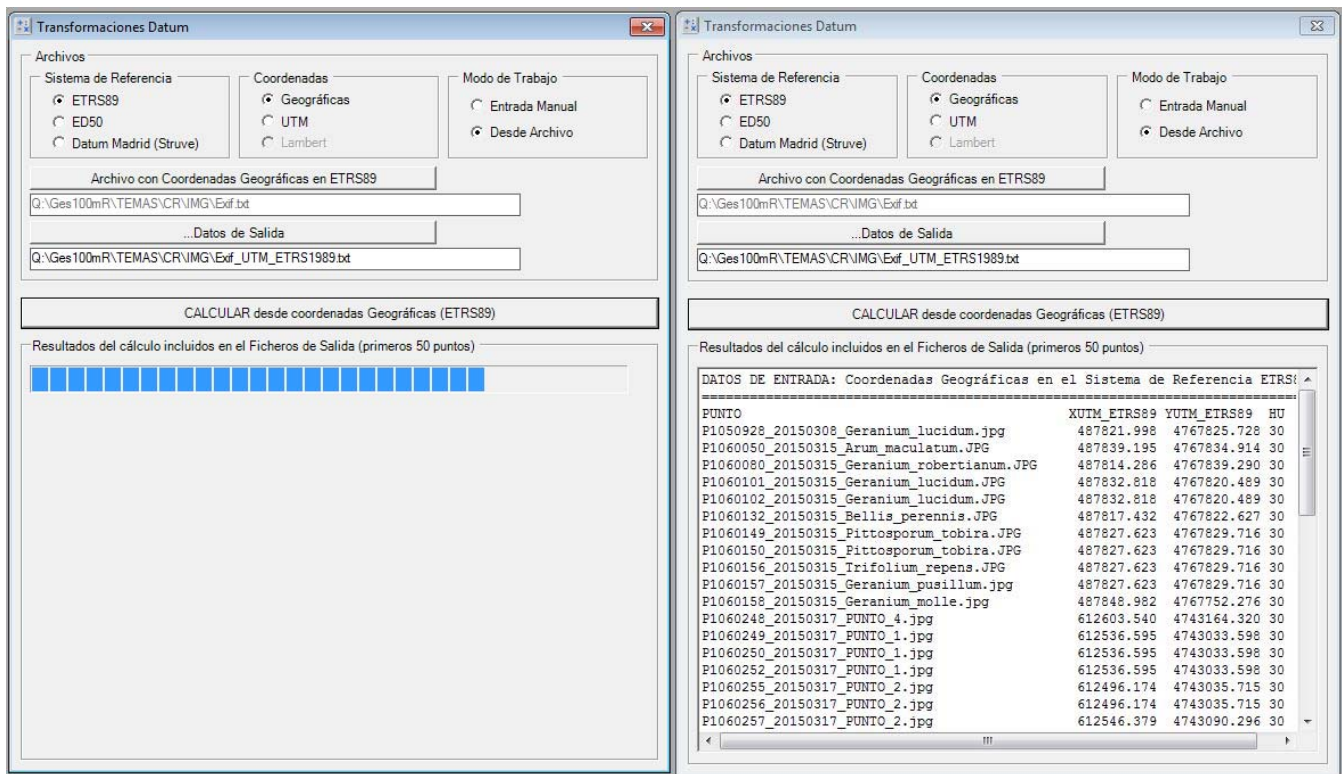 Transformaciones Datum
Archivos
Sistema de Referencia
ETRS89
ED50
Datum Madrid (Struve)
Coordenadas
Geográficas
UTM
Lambert
Modo de Trabajo
Entrada Manual
Desde Archivo
Archivo con Coordenadas Geográficas en ETRS89
Q:\Ges100mR\TEMAS\CR\IMG\Exif.txt
...Datos de Salida
Q:\Ges100mR\TEMAS\CR\IMG\Exif_UTM_ETRS1989.txt
CALCULAR desde coordenadas Geográficas (ETRS89)
Resultados del cálculo incluidos en el Ficheros de Salida (primeros 50 puntos)
Transformaciones Datum
Archivos
Sistema de Referencia
ETRS89
ED50
Datum Madrid (Struve)
Coordenadas
Geográficas
UTM
Lambert
Modo de Trabajo
Entrada Manual
Desde Archivo
Archivo con Coordenadas Geográficas en ETRS89
Q:\Ges100mR\TEMAS\CR\IMG\Exif.txt
...Datos de Salida
Q:\Ges100mR\TEMAS\CR\IMG\Exif_UTM_ETRS1989.txt
CALCULAR desde coordenadas Geográficas (ETRS89)
Resultados del cálculo incluidos en el Ficheros de Salida (primeros 50 puntos)
DATOS DE ENTRADA: Coordenadas Geográficas en el Sistema de Referencia ETRS8
PUNTO XUTM_ETRS89 YUTM_ETRS89 HU
P1050928_20150308_Geranium_lucidum.jpg 487821.998 4767825.728 30
P1060050_20150315_Arum_maculatum.JPG 487839.195 4767834.914 30
P1060080_20150315_Geranium_robertianum.JPG 487814.286 4767839.290 30
P1060101_20150315_Geranium_lucidum.JPG 487832.818 4767820.489 30
P1060102_20150315_Geranium_lucidum.JPG 487832.818 4767820.489 30
P1060132_20150315_Bellis_perennis.JPG 487817.432 4767822.627 30
P1060149_20150315_Pittosporum_tobira.JPG 487827.623 4767829.716 30
P1060150_20150315_Pittosporum_tobira.JPG 487827.623 4767829.716 30
P1060156_20150315_Trifolium_repens.JPG 487827.623 4767829.716 30
P1060157_20150315_Geranium_pusillum.jpg 487827.623 4767829.716 30
P1060158_20150315_Geranium_molle.jpg 487848.982 4767752.276 30
P1060248_20150317_PUNTO_4.jpg 612603.540 4743164.320 30
P1060249_20150317_PUNTO_1.jpg 612536.595 4743033.598 30
P1060250_20150317_PUNTO_1.jpg 612536.595 4743033.598 30
P1060252_20150317_PUNTO_1.jpg 612536.595 4743033.598 30
P1060255_20150317_PUNTO_2.jpg 612496.174 4743035.715 30
P1060256_20150317_PUNTO_2.jpg 612496.174 4743035.715 30
P1060257_20150317_PUNTO_2.jpg 612546.379 4743090.296 30